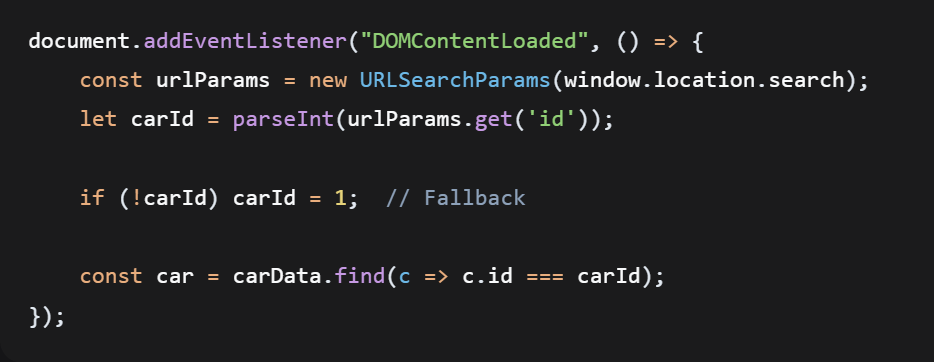 document.addEventListener("DOMContentLoaded", () => {
    const urlParams = new URLSearchParams(window.location.search);
    let carId = parseInt(urlParams.get('id'));
    if (!carId) carId = 1;  // Fallback
    const car = carData.find(c => c.id === carId);
});